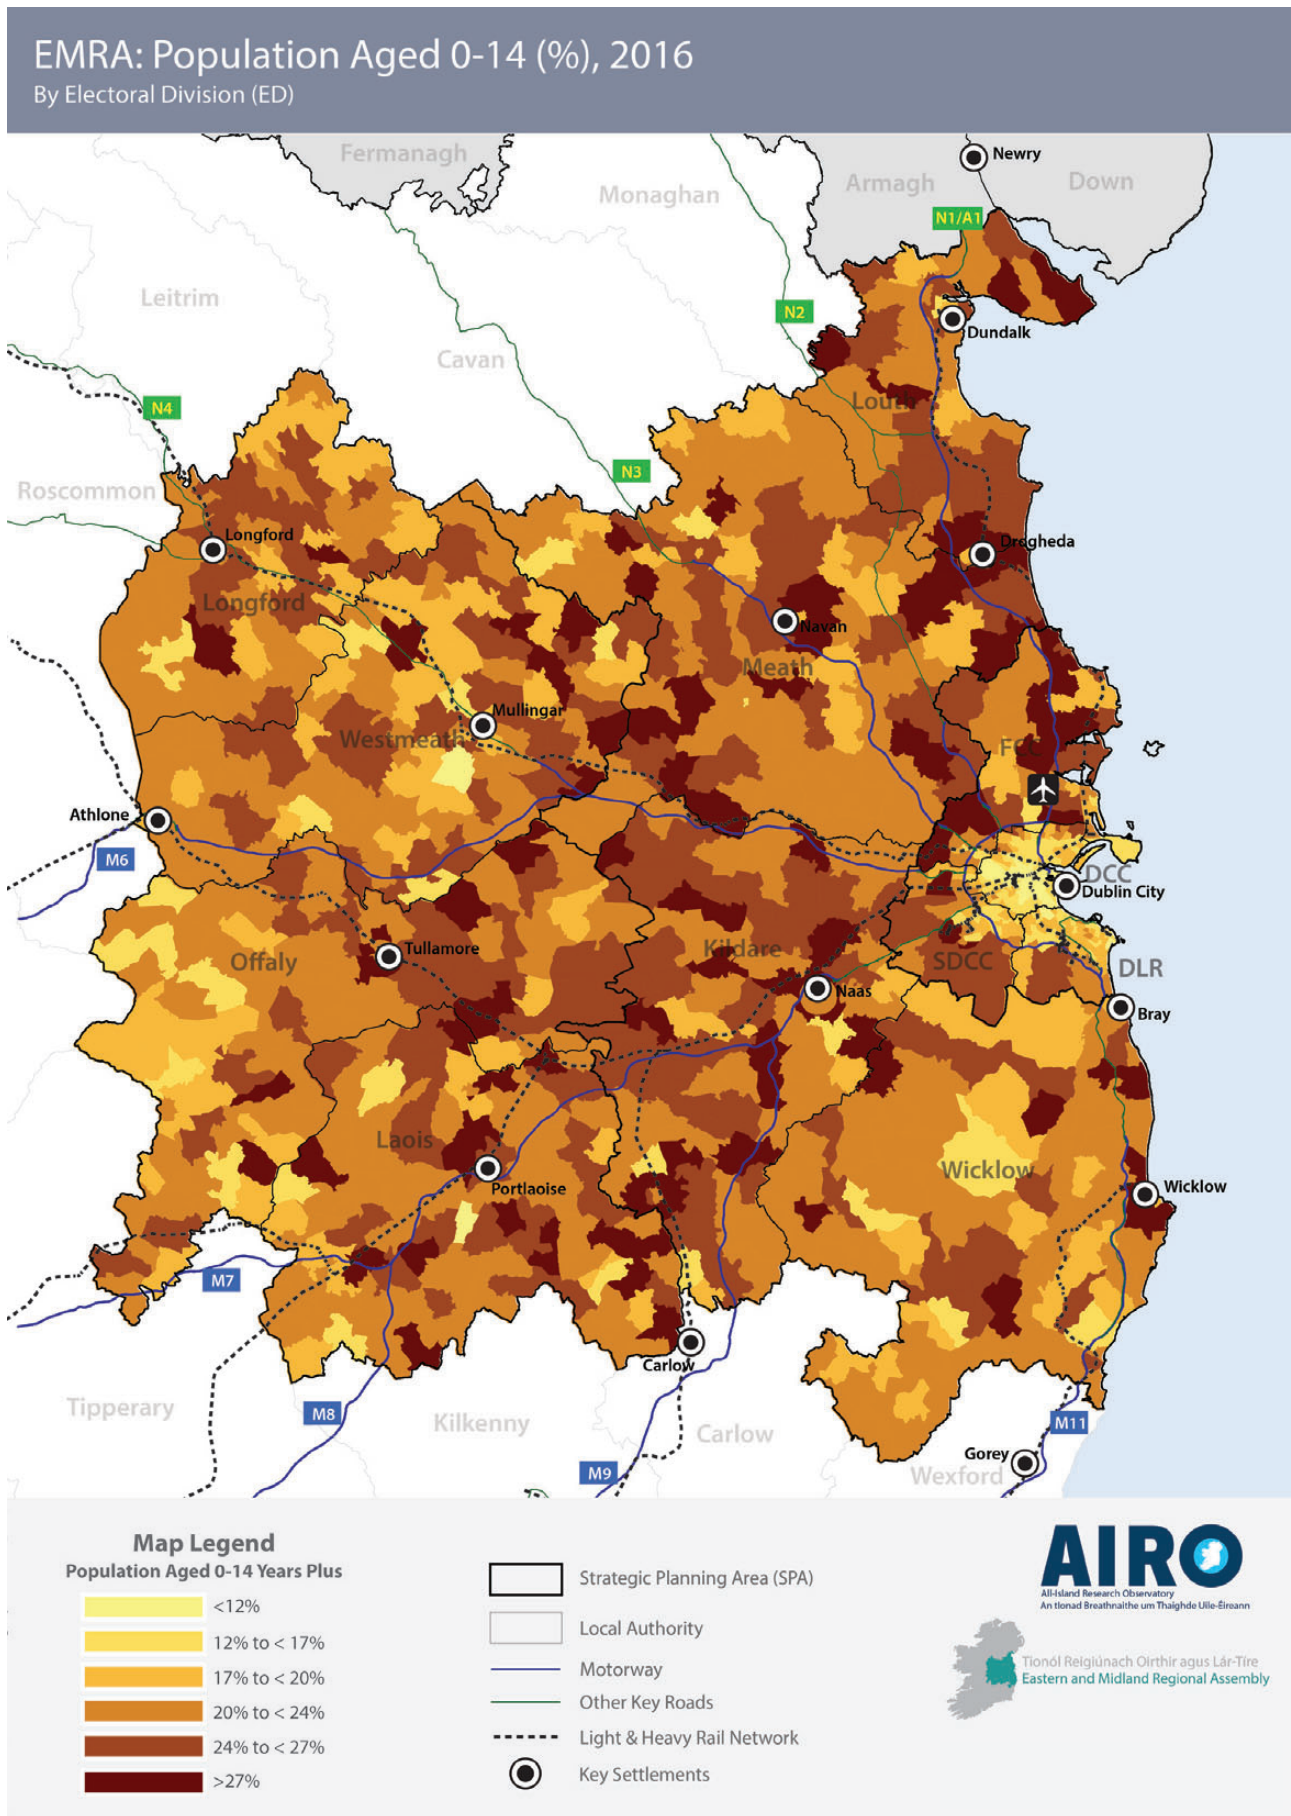 EMRA: Population Aged 0-14 (%), 2016
By Electoral Division (ED)
Fermanagh
Newry
Armagh
Down
Monaghan
N1/A1
Leitrim
N2
Dundalk
Cavan
N4
Louth
N3
Roscommon
Longford
Drogheda
Longford
Navan
Meath
Mullingar
Westmeath
FCC
Athlone
M6
DCC
Dublin City
Tullamore
Kildare
Offaly
SDCC
DLR
Naas
Bray
Laois
Wicklow
Portlaoise
Wicklow
M7
Carlow
Tipperary
M8
Kilkenny
Carlow
M11
Gorey
M9
Wexford
Map Legend
Population Aged 0-14 Years Plus
<12%
12% to < 17%
17% to < 20%
20% to < 24%
24% to < 27%
>27%
Strategic Planning Area (SPA)
Local Authority
Motorway
Other Key Roads
Light & Heavy Rail Network
Key Settlements
AIRO
All-Island Research Observatory
An tIonad Breathnaithe um Thaighde Uile-Éireann
Tionól Reigiúnach Oirthir agus Lár-Tíre
Eastern and Midland Regional Assembly